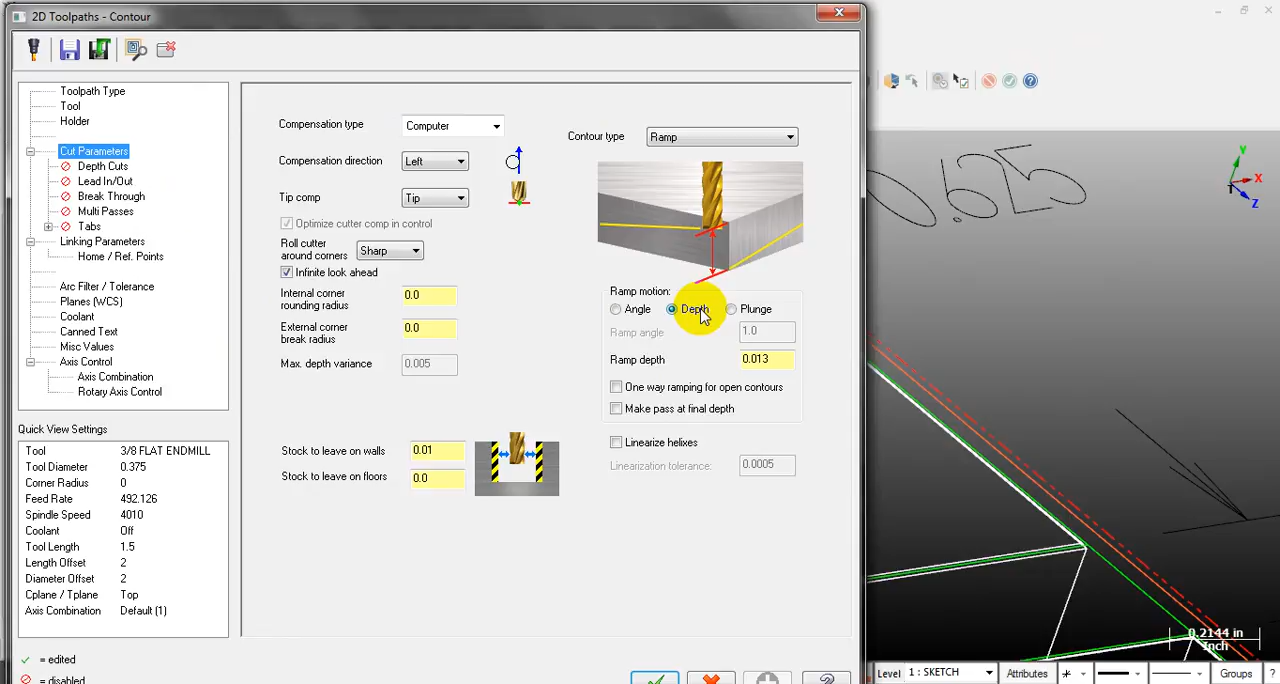 2D Toolpaths - Contour
Toolpath Type
Tool
Holder
Cut Parameters
Depth Cuts
Lead In/Out
Break Through
Multi Passes
Tabs
Linking Parameters
Home / Ref. Points
Arc Filter / Tolerance
Planes (WCS)
Coolant
Canned Text
Misc Values
Axis Control
Axis Combination
Rotary Axis Control
Quick View Settings
Tool 3/8 FLAT ENDMILL
Tool Diameter 0.375
Corner Radius 0
Feed Rate 492.126
Spindle Speed 4010
Coolant Off
Tool Length 1.5
Length Offset 2
Diameter Offset 2
Cplane / Tplane Top
Axis Combination Default (1)
= edited
= disabled
Compensation type Computer
Compensation direction Left
Tip comp Tip
Optimize cutter comp in control
Roll cutter
around corners Sharp
Infinite look ahead
Internal corner
rounding radius 0.0
External corner
break radius 0.0
Max. depth variance 0.005
Stock to leave on walls 0.01
Stock to leave on floors 0.0
Contour type Ramp
Ramp motion:
Angle Depth Plunge
Ramp angle 1.0
Ramp depth 0.013
One way ramping for open contours
Make pass at final depth
Linearize helixes
Linearization tolerance: 0.0005
0.625
Y
X
T
Z
0.2144 in
Inch
Level 1 : SKETCH Attributes Groups ?